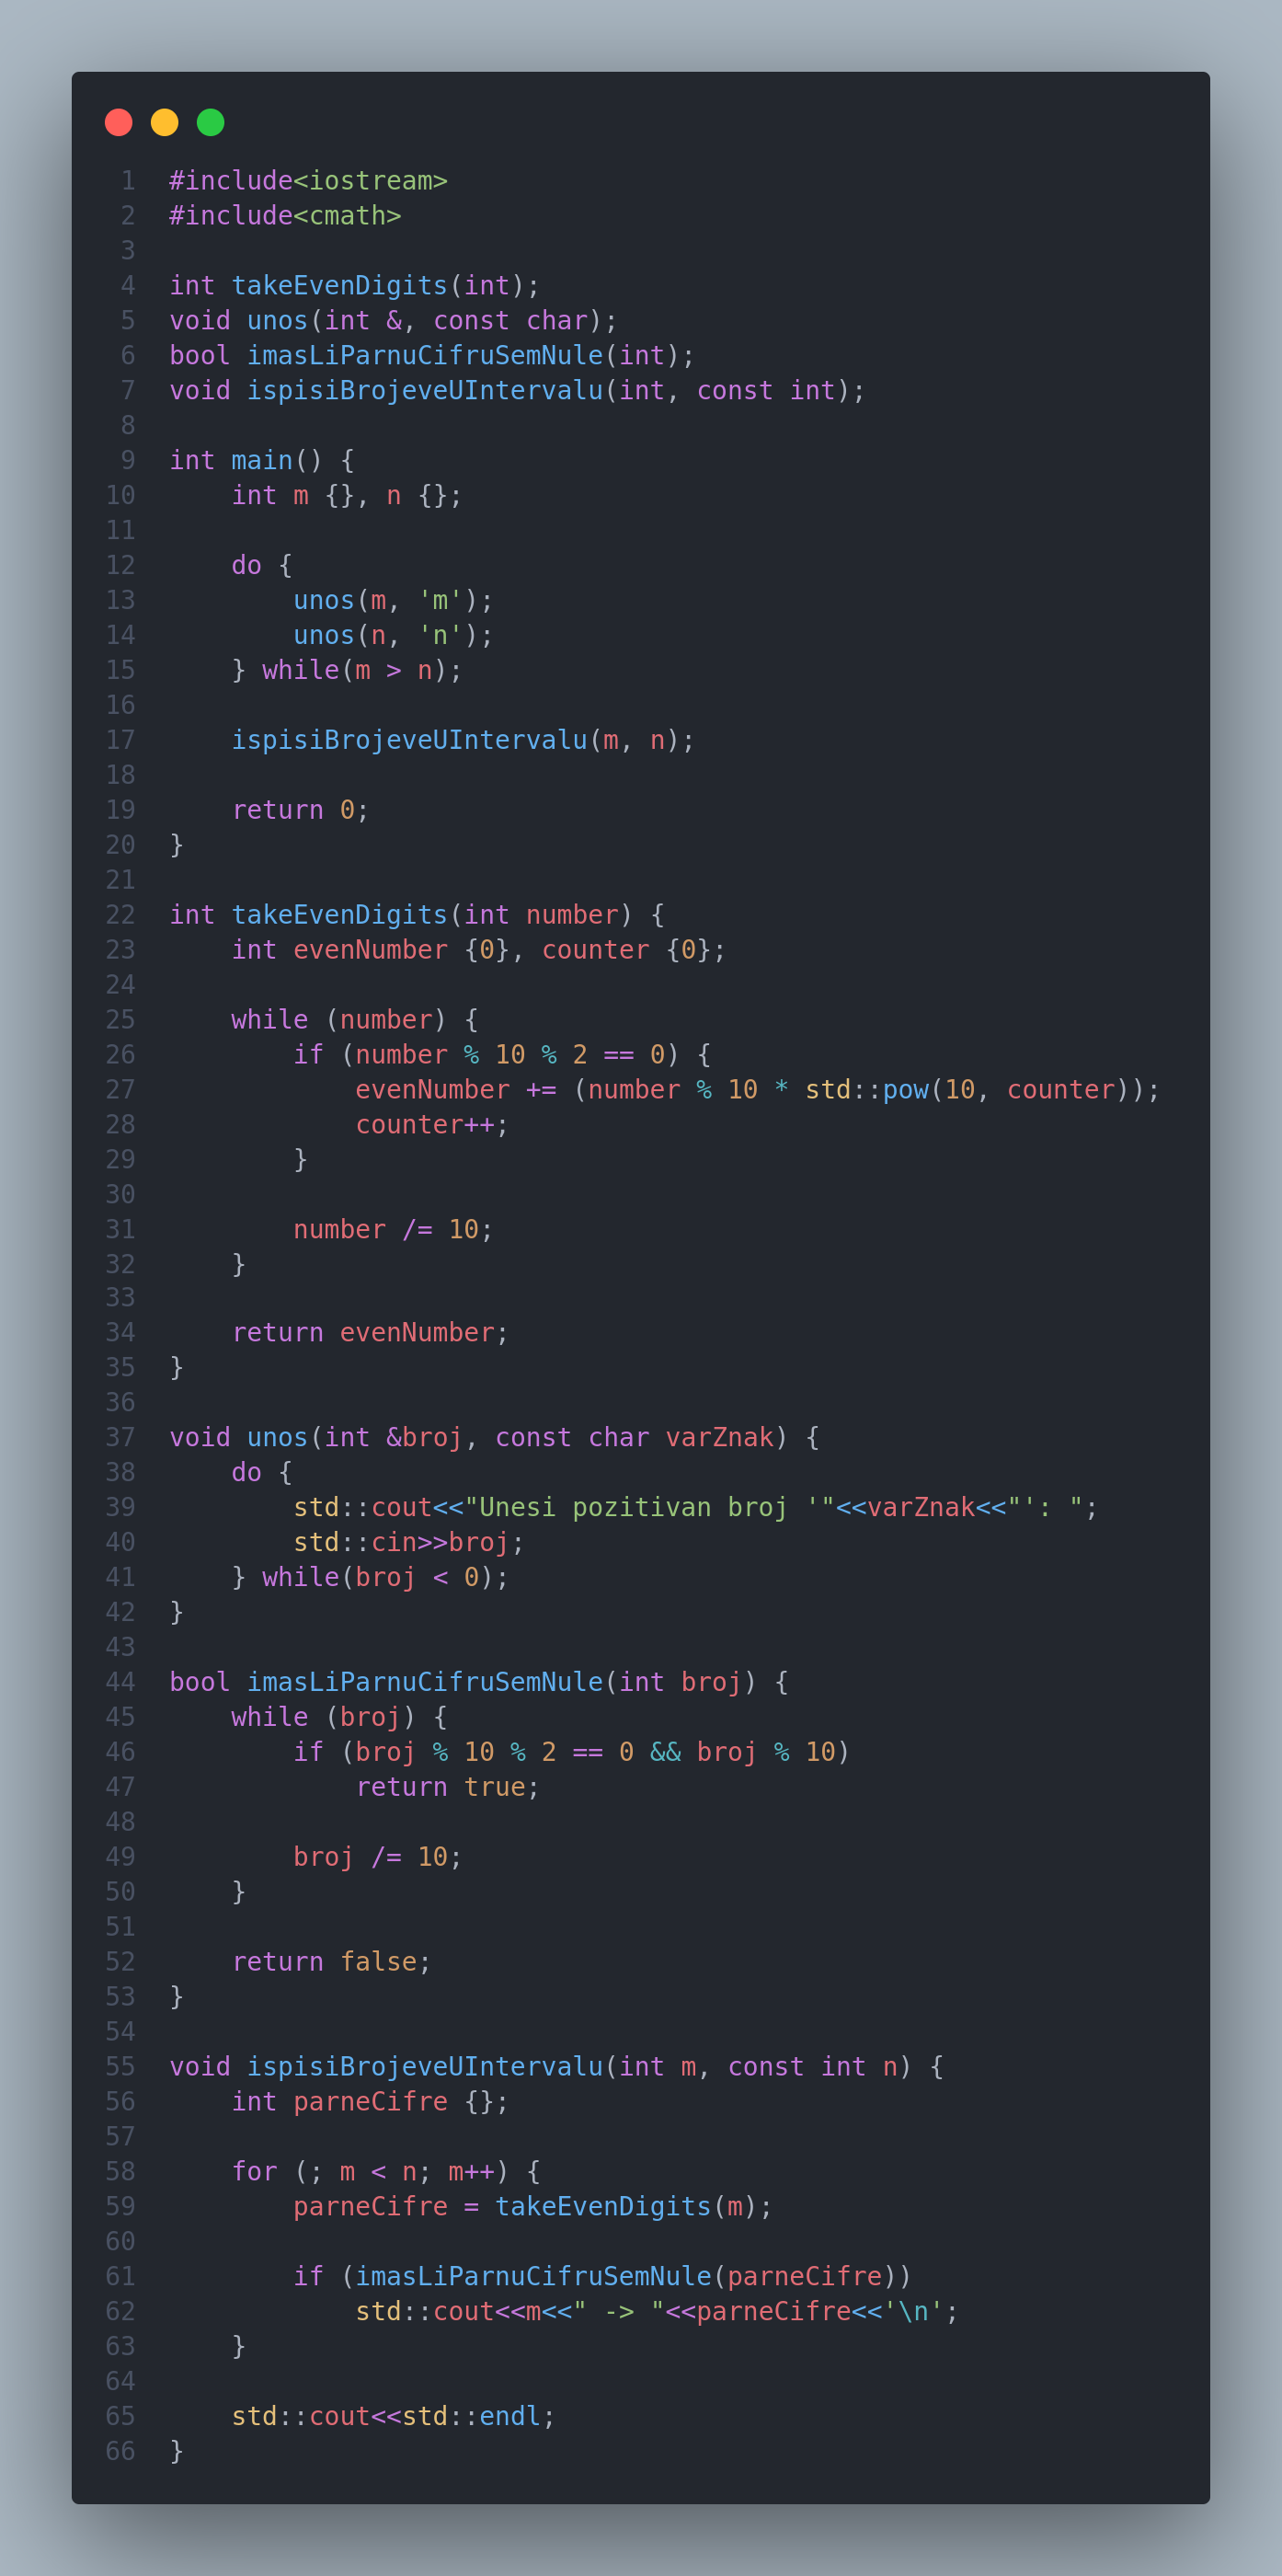 1 #include<iostream>
2 #include<cmath>
3
4 int takeEvenDigits(int);
5 void unos(int &, const char);
6 bool imasLiParnuCifruSemNule(int);
7 void ispisiBrojeveUIntervalu(int, const int);
8
9 int main() {
10     int m {}, n {};
11
12     do {
13         unos(m, 'm');
14         unos(n, 'n');
15     } while(m > n);
16
17     ispisiBrojeveUIntervalu(m, n);
18
19     return 0;
20 }
21
22 int takeEvenDigits(int number) {
23     int evenNumber {0}, counter {0};
24
25     while (number) {
26         if (number % 10 % 2 == 0) {
27             evenNumber += (number % 10 * std::pow(10, counter));
28             counter++;
29         }
30
31         number /= 10;
32     }
33
34     return evenNumber;
35 }
36
37 void unos(int &broj, const char varZnak) {
38     do {
39         std::cout<<"Unesi pozitivan broj '"<<varZnak<<"': ";
40         std::cin>>broj;
41     } while(broj < 0);
42 }
43
44 bool imasLiParnuCifruSemNule(int broj) {
45     while (broj) {
46         if (broj % 10 % 2 == 0 && broj % 10)
47             return true;
48
49         broj /= 10;
50     }
51
52     return false;
53 }
54
55 void ispisiBrojeveUIntervalu(int m, const int n) {
56     int parneCifre {};
57
58     for (; m < n; m++) {
59         parneCifre = takeEvenDigits(m);
60
61         if (imasLiParnuCifruSemNule(parneCifre))
62             std::cout<<m<<" -> "<<parneCifre<<'\n';
63     }
64
65     std::cout<<std::endl;
66 }